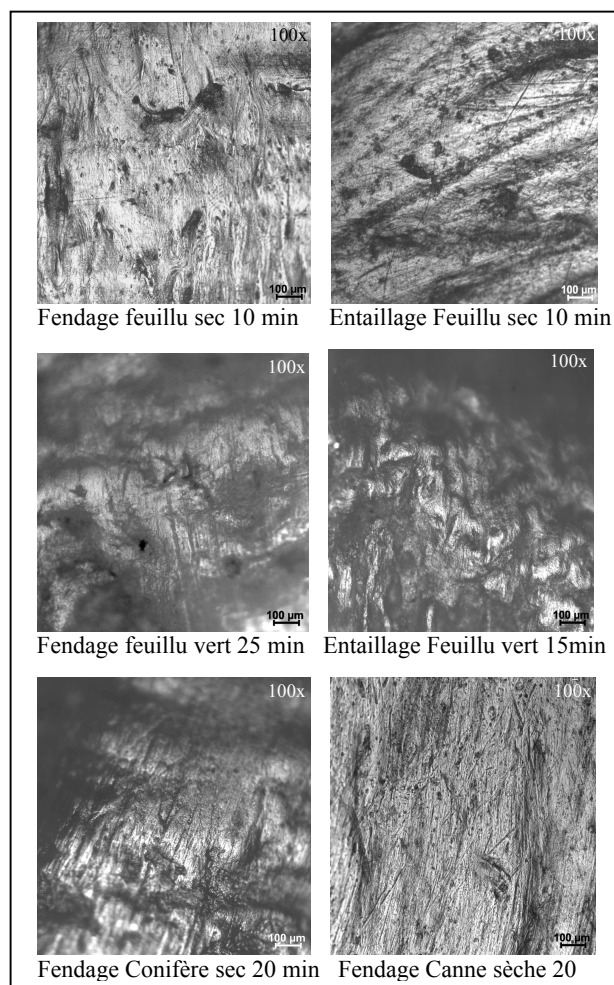 100x 100x
100 µm 100 µm
Fendage feuillu sec 10 min Entaillage Feuillu sec 10 min
100x 100x
100 µm 100 µm
Fendage feuillu vert 25 min Entaillage Feuillu vert 15min
100x 100x
100 µm 100 µm
Fendage Conifère sec 20 min Fendage Canne sèche 20